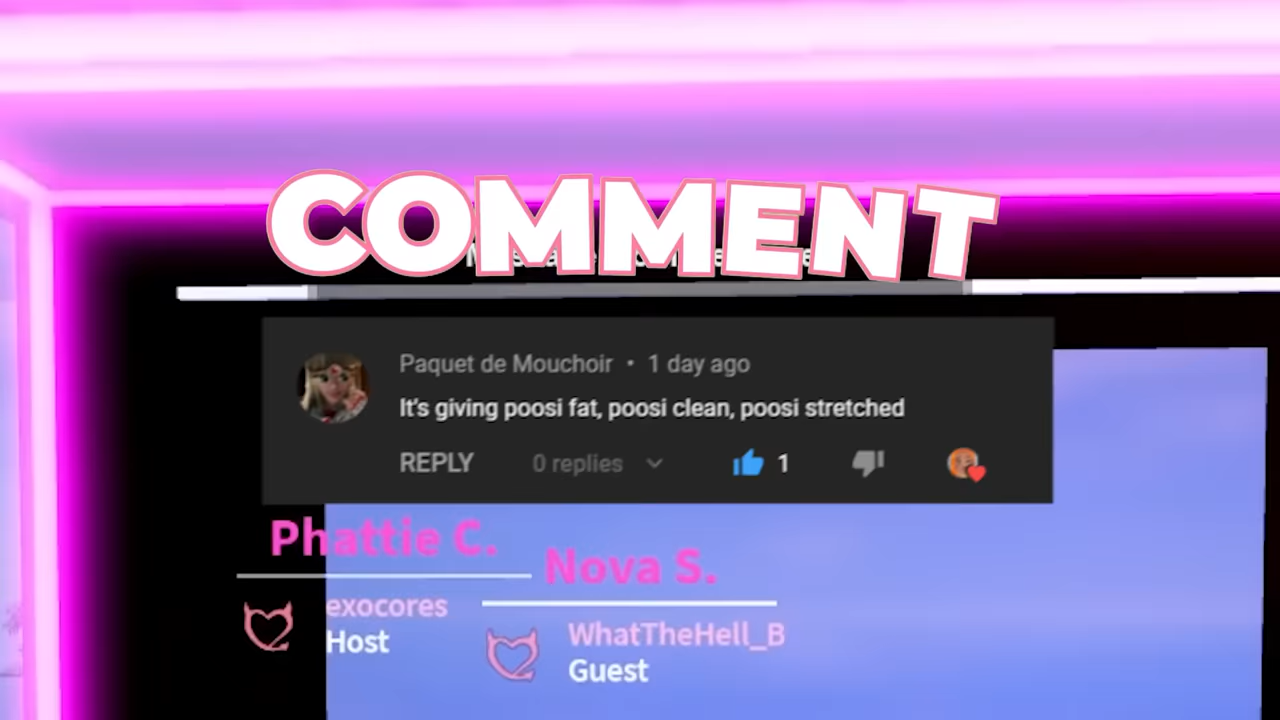 COMMENT
Paquet de Mouchoir • 1 day ago
It's giving poosi fat, poosi clean, poosi stretched
REPLY 0 replies 1
Phattie C.
exocores
Host
Nova S.
WhatTheHell_B
Guest